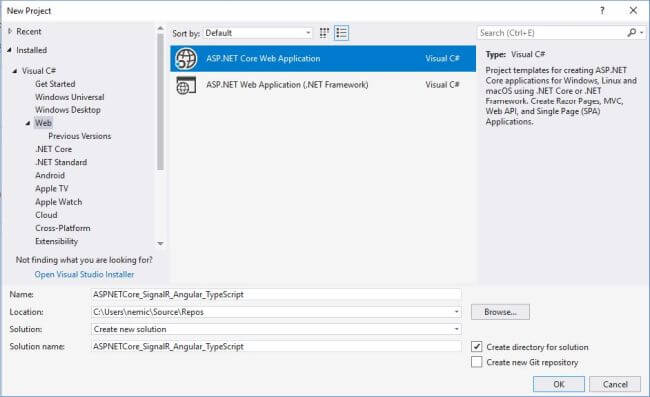 New Project
? ×
Recent
Installed
Visual C#
Get Started
Windows Universal
Windows Desktop
Web
Previous Versions
.NET Core
.NET Standard
Android
Apple TV
Apple Watch
Cloud
Cross-Platform
Extensibility
Not finding what you are looking for?
Open Visual Studio Installer
Sort by: Default
ASP.NET Core Web Application Visual C#
ASP.NET Web Application (.NET Framework) Visual C#
Search (Ctrl+E)
Type: Visual C#
Project templates for creating ASP.NET
Core applications for Windows, Linux and
macOS using .NET Core or .NET
Framework. Create Razor Pages, MVC,
Web API, and Single Page (SPA)
Applications.
Name: ASPNETCore_SignalR_Angular_TypeScript
Location: C:\Users\nemic\Source\Repos Browse...
Solution: Create new solution
Solution name: ASPNETCore_SignalR_Angular_TypeScript
Create directory for solution
Create new Git repository
OK Cancel